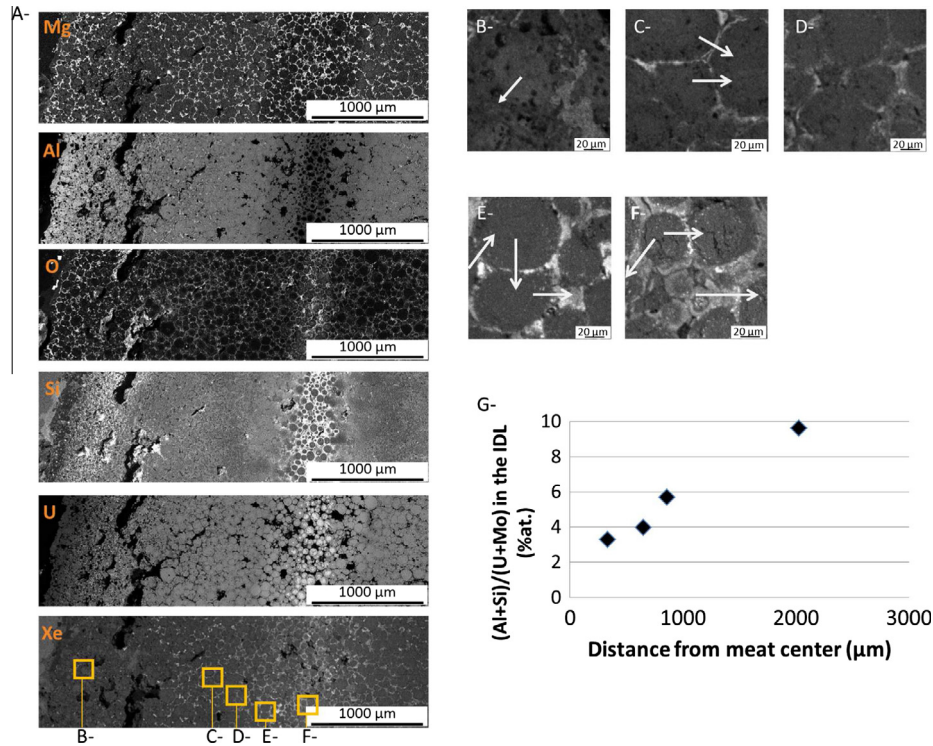 A-
Mg
1000 µm
Al
1000 µm
O
1000 µm
Si
1000 µm
U
1000 µm
Xe
1000 µm
B-
C-
D-
E-
F-
B-
20 µm
C-
20 µm
D-
20 µm
E-
20 µm
F-
20 µm
G-
(Al+Si)/(U+Mo) in the IDL
(%at.)
10
8
6
4
2
0
0
1000
2000
3000
Distance from meat center (µm)